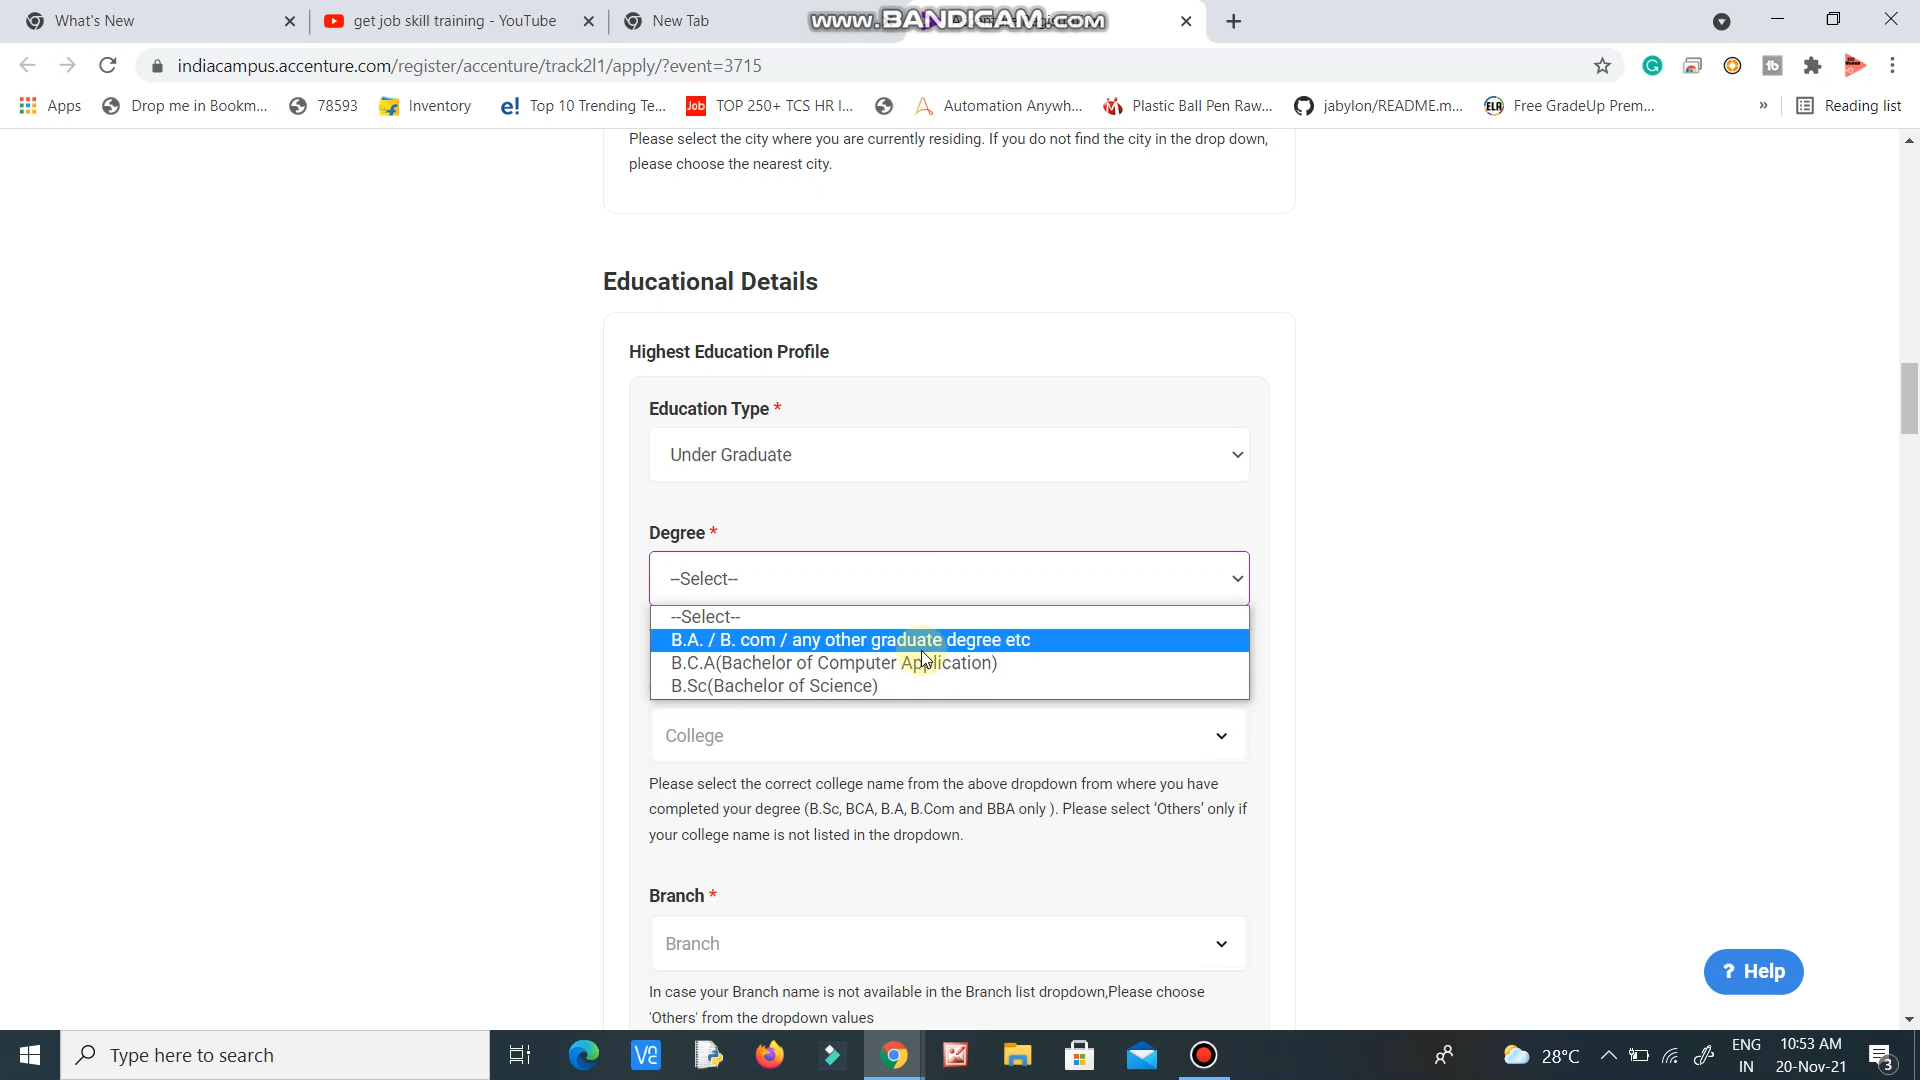 What's New
get job skill training - YouTube
New Tab
www.BANDICAM.com
indiacampus.accenture.com/register/accenture/track2l1/apply/?event=3715
Apps
Drop me in Bookm...
78593
Inventory
Top 10 Trending Te...
TOP 250+ TCS HR I...
Automation Anywh...
Plastic Ball Pen Raw...
jabylon/README.m...
Free GradeUp Prem...
»
Reading list
Please select the city where you are currently residing. If you do not find the city in the drop down,
please choose the nearest city.
Educational Details
Highest Education Profile
Education Type *
Under Graduate
Degree *
--Select--
--Select--
B.A. / B. com / any other graduate degree etc
B.C.A(Bachelor of Computer Application)
B.Sc(Bachelor of Science)
College
Please select the correct college name from the above dropdown from where you have
completed your degree (B.Sc, BCA, B.A, B.Com and BBA only ). Please select ‘Others’ only if
your college name is not listed in the dropdown.
Branch *
Branch
In case your Branch name is not available in the Branch list dropdown,Please choose
'Others' from the dropdown values
? Help
Type here to search
28°C
ENG
IN
10:53 AM
20-Nov-21
3